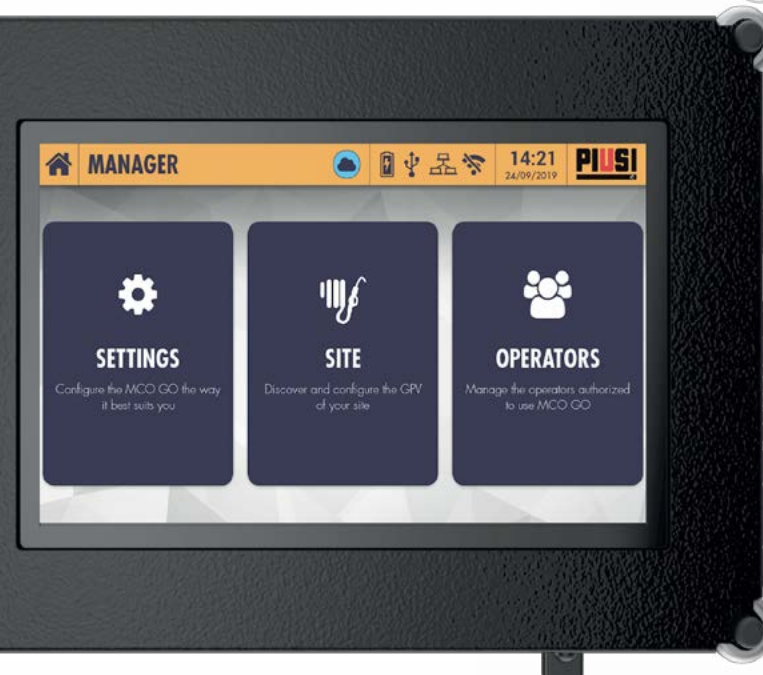 MANAGER
14:21
24/09/2019
PIUSI
SETTINGS
Configure the MCO GO the way
it best suits you
SITE
Discover and configure the GPV
of your site
OPERATORS
Manage the operators authorized
to use MCO GO